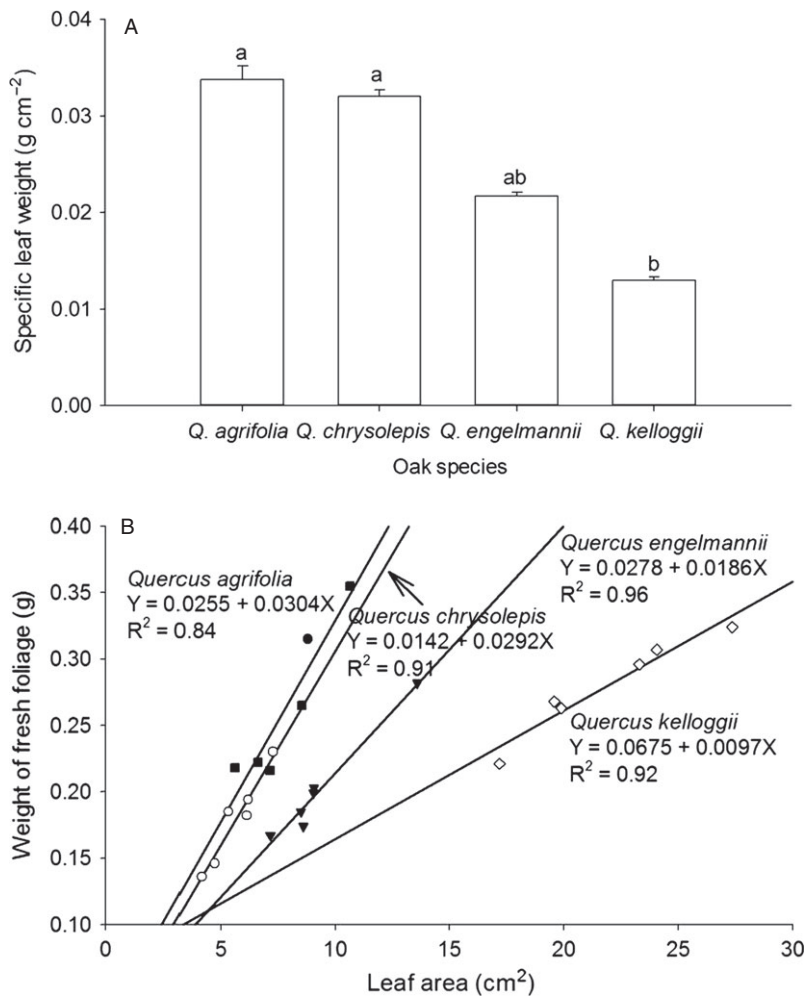 A
0.04
0.03
0.02
0.01
0.00
Specific leaf weight (g cm⁻²)
a
a
ab
b
Q. agrifolia Q. chrysolepis Q. engelmannii Q. kelloggii
Oak species
B
0.40
0.35
0.30
0.25
0.20
0.15
0.10
Weight of fresh foliage (g)
Quercus agrifolia
Y = 0.0255 + 0.0304X
R² = 0.84
Quercus chrysolepis
Y = 0.0142 + 0.0292X
R² = 0.91
Quercus engelmannii
Y = 0.0278 + 0.0186X
R² = 0.96
Quercus kelloggii
Y = 0.0675 + 0.0097X
R² = 0.92
0 5 10 15 20 25 30
Leaf area (cm²)